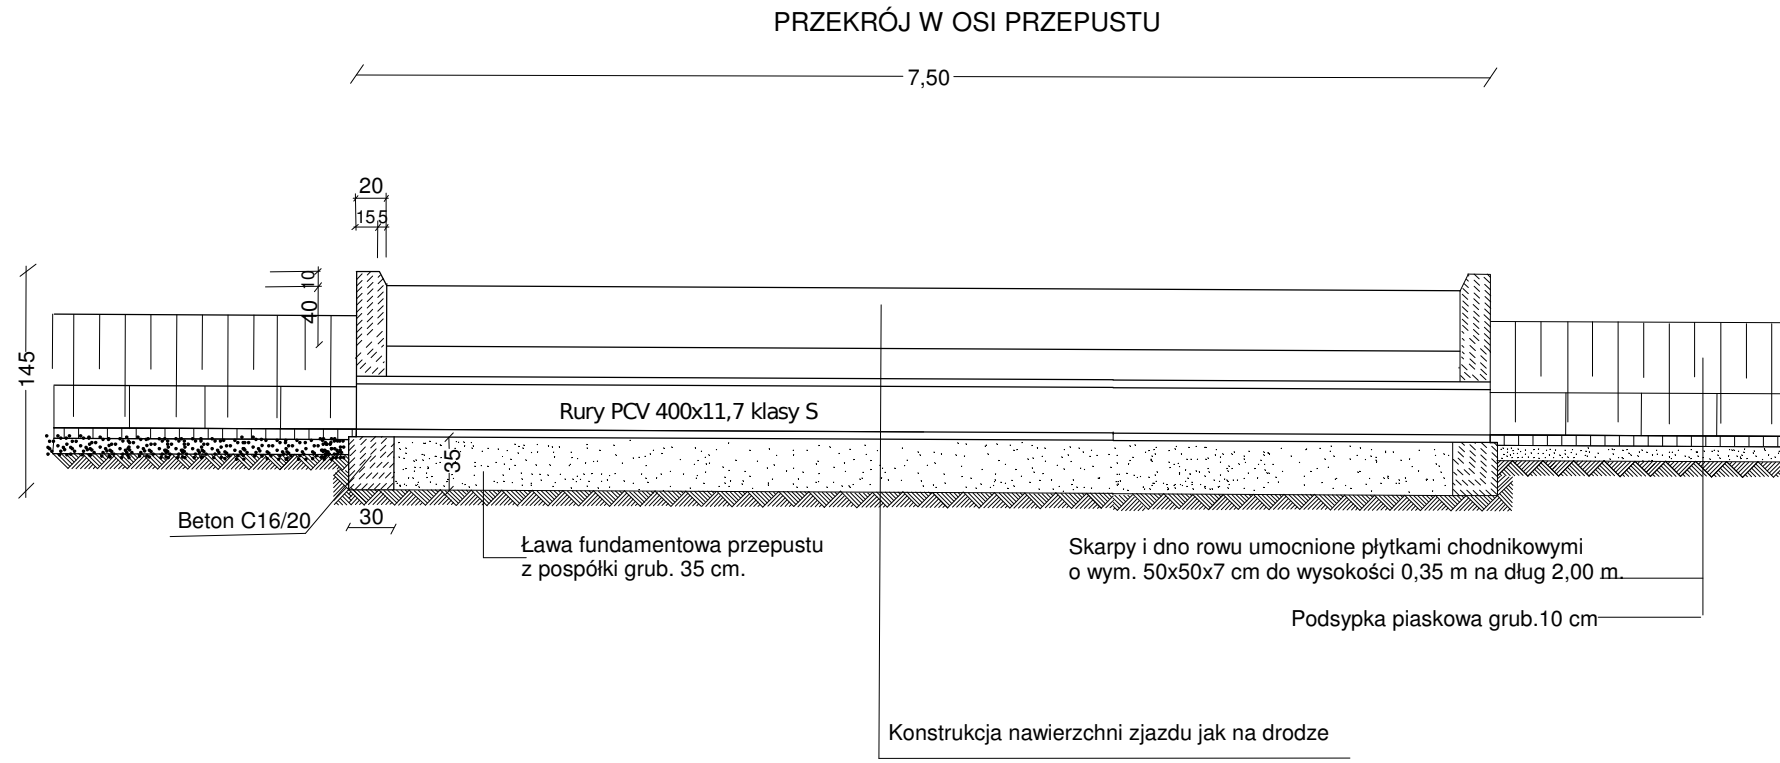 PRZEKRÓJ W OSI PRZEPUSTU
7,50
20
15 5
10
40
145
Rury PCV 400x11,7 klasy S
35
Beton C16/20
30
Ława fundamentowa przepustu
z pospółki grub. 35 cm.
Skarpy i dno rowu umocnione płytkami chodnikowymi
o wym. 50x50x7 cm do wysokości 0,35 m na dług 2,00 m.
Podsypka piaskowa grub.10 cm
Konstrukcja nawierzchni zjazdu jak na drodze